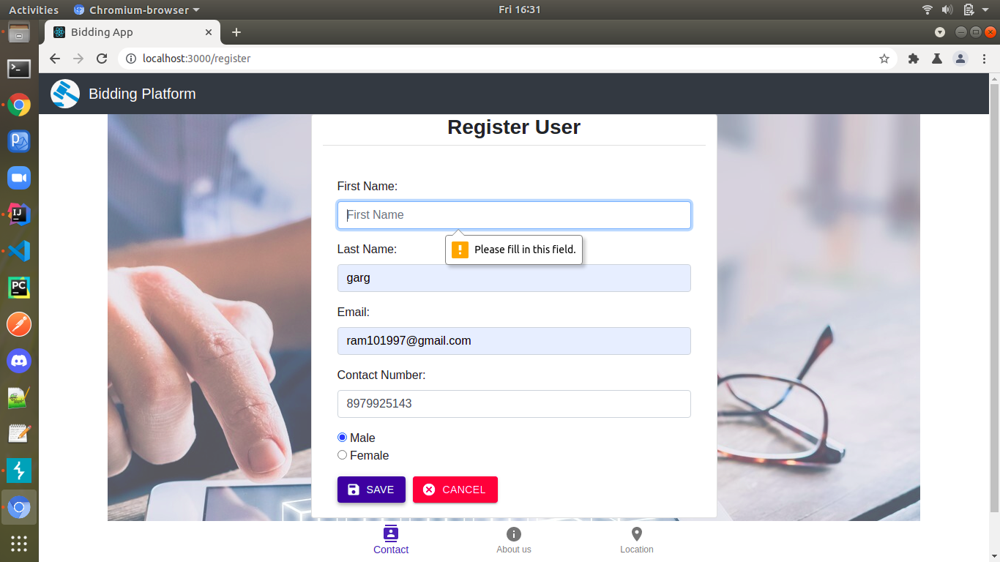 Activities
Chromium-browser
Fri 16:31
Bidding App
localhost:3000/register
Bidding Platform
Register User
First Name:
First Name
Please fill in this field.
Last Name:
garg
Email:
ram101997@gmail.com
Contact Number:
8979925143
Male
Female
SAVE
CANCEL
Contact
About us
Location